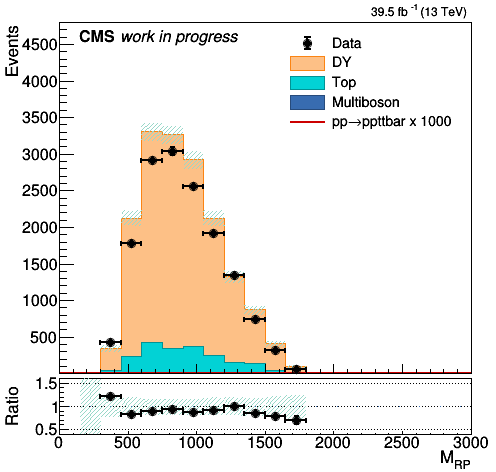 39.5 fb⁻¹ (13 TeV)
CMS work in progress
Data
DY
Top
Multiboson
pp→ppttbar x 1000
Events
4500
4000
3500
3000
2500
2000
1500
1000
500
Ratio
1.5
1
0.5
0 500 1000 1500 2000 2500 3000
M_RP